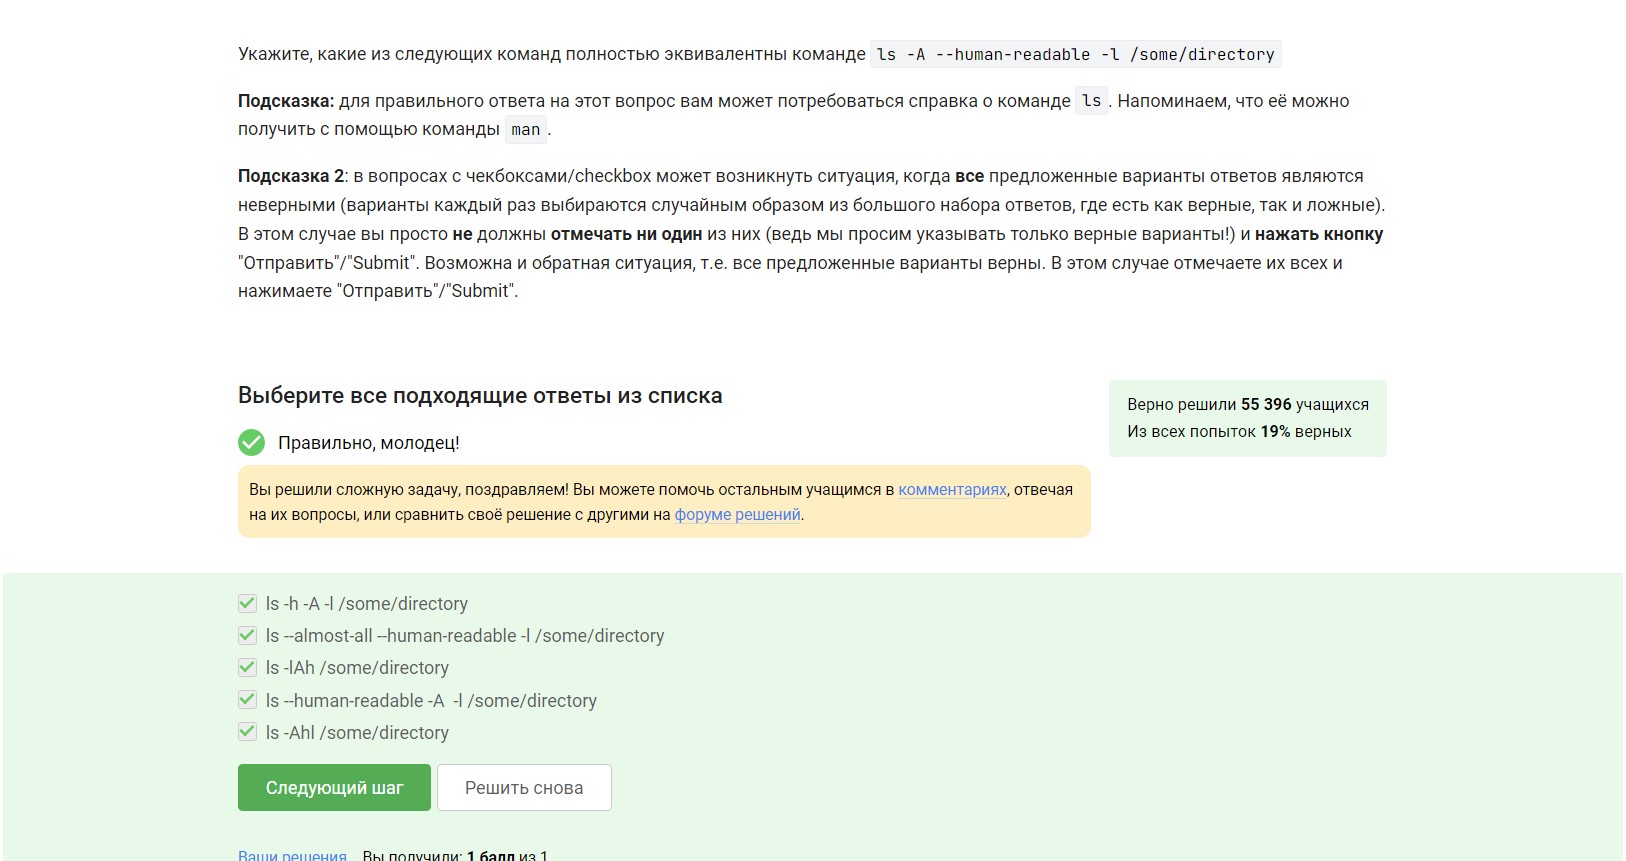 Укажите, какие из следующих команд полностью эквивалентны команде ls -A --human-readable -l /some/directory
Подсказка: для правильного ответа на этот вопрос вам может потребоваться справка о команде ls. Напоминаем, что её можно
получить с помощью команды man.
Подсказка 2: в вопросах с чекбоксами/checkbox может возникнуть ситуация, когда все предложенные варианты ответов являются
неверными (варианты каждый раз выбираются случайным образом из большого набора ответов, где есть как верные, так и ложные).
В этом случае вы просто не должны отмечать ни один из них (ведь мы просим указывать только верные варианты!) и нажать кнопку
"Отправить"/"Submit". Возможна и обратная ситуация, т.е. все предложенные варианты верны. В этом случае отмечаете их всех и
нажимаете "Отправить"/"Submit".
Выберите все подходящие ответы из списка
Верно решили 55 396 учащихся
Из всех попыток 19% верных
Правильно, молодец!
Вы решили сложную задачу, поздравляем! Вы можете помочь остальным учащимся в комментариях, отвечая
на их вопросы, или сравнить своё решение с другими на форуме решений.
ls -h -A -l /some/directory
ls --almost-all --human-readable -l /some/directory
ls -lAh /some/directory
ls --human-readable -A  -l /some/directory
ls -Ahl /some/directory
Следующий шаг
Решить снова
Ваши решения Вы получили: 1 балл из 1